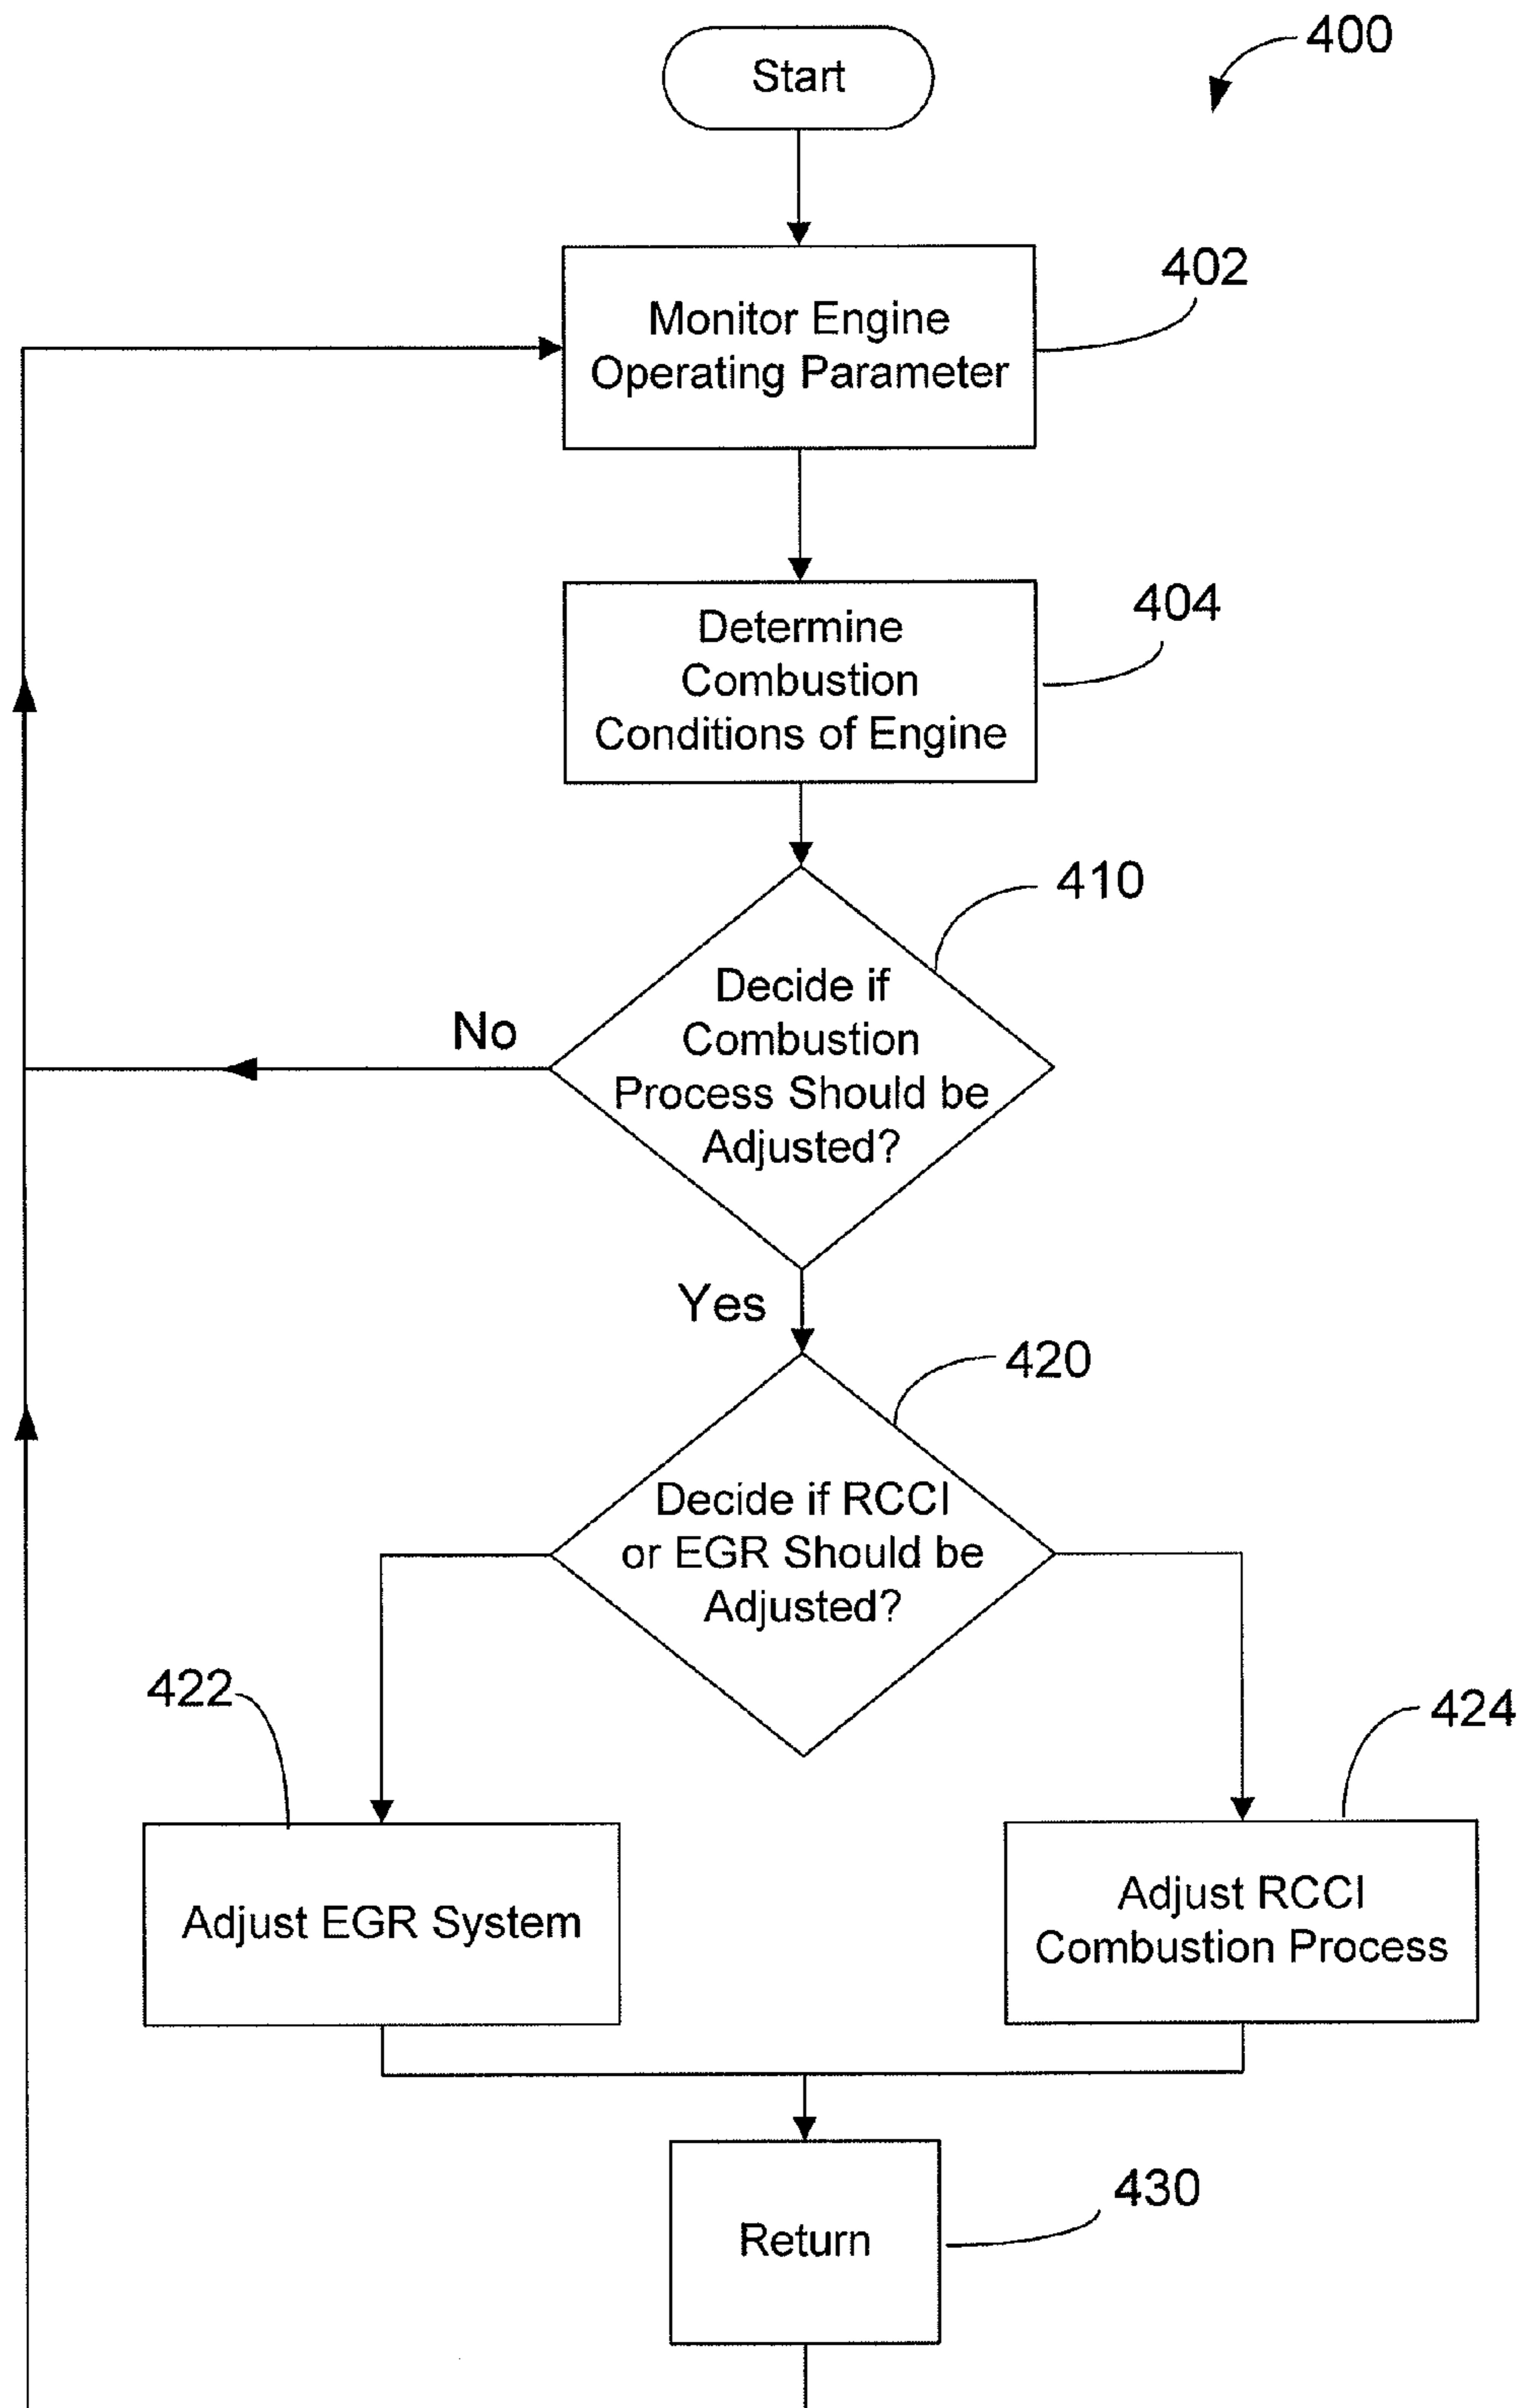 400
Start
402
Monitor Engine
Operating Parameter
404
Determine
Combustion
Conditions of Engine
410
Decide if
Combustion
Process Should be
Adjusted?
No
Yes
420
Decide if RCCI
or EGR Should be
Adjusted?
422
424
Adjust EGR System
Adjust RCCI
Combustion Process
430
Return